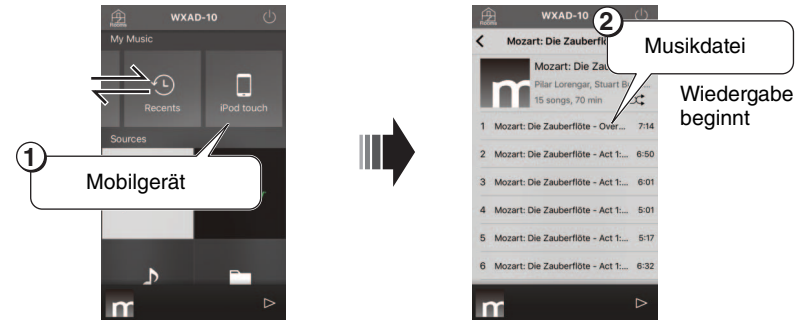 Rooms
WXAD-10
My Music
Recents
iPod touch
Sources
1
Mobilgerät
m
WXAD-10
Rooms
2
Musikdatei
Mozart: Die Zauberfl
Mozart: Die Zau
Pilar Lorengar, Stuart B
15 songs, 70 min
m
Wiedergabe
beginnt
1 Mozart: Die Zauberflöte - Over... 7:14
2 Mozart: Die Zauberflöte - Act 1:... 6:50
3 Mozart: Die Zauberflöte - Act 1:... 6:01
4 Mozart: Die Zauberflöte - Act 1:... 5:01
5 Mozart: Die Zauberflöte - Act 1:... 5:17
6 Mozart: Die Zauberflöte - Act 1:... 6:32
m